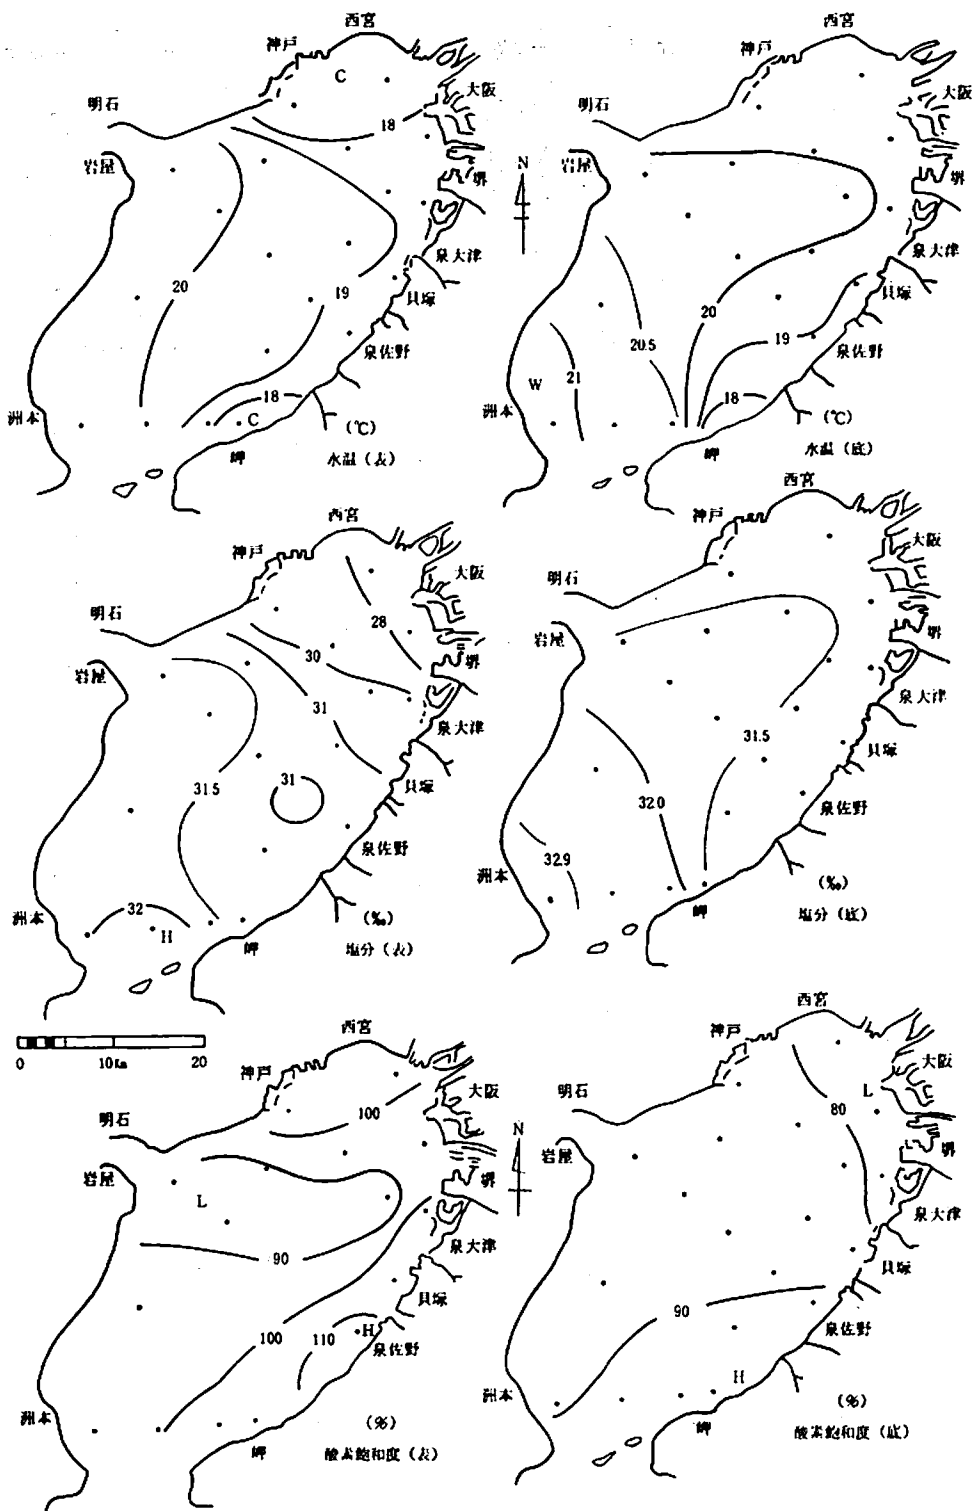 西宮
神戸
C
大阪
明石
18
岩屋
堺
泉大津
20
19
貝塚
泉佐野
18
洲本
C
(℃)
岬
水温(表)
西宮
神戸
大阪
明石
岩屋
N
堺
泉大津
貝塚
20
19
20.5
泉佐野
W
21
18
洲本
(℃)
岬
水温(底)
西宮
神戸
大阪
明石
28
岩屋
30
堺
31
泉大津
31.5
31
貝塚
泉佐野
洲本
32
H
(‰)
岬
塩分(表)
西宮
神戸
大阪
明石
岩屋
堺
泉大津
31.5
貝塚
32.0
泉佐野
32.9
洲本
(‰)
岬
塩分(底)
0 10Km 20
西宮
神戸
大阪
明石
100
N
岩屋
堺
L
泉大津
90
貝塚
100
110
H
泉佐野
洲本
(%)
岬
酸素飽和度(表)
西宮
神戸
大阪
L
明石
80
岩屋
堺
泉大津
貝塚
90
泉佐野
H
洲本
(%)
岬
酸素飽和度(底)